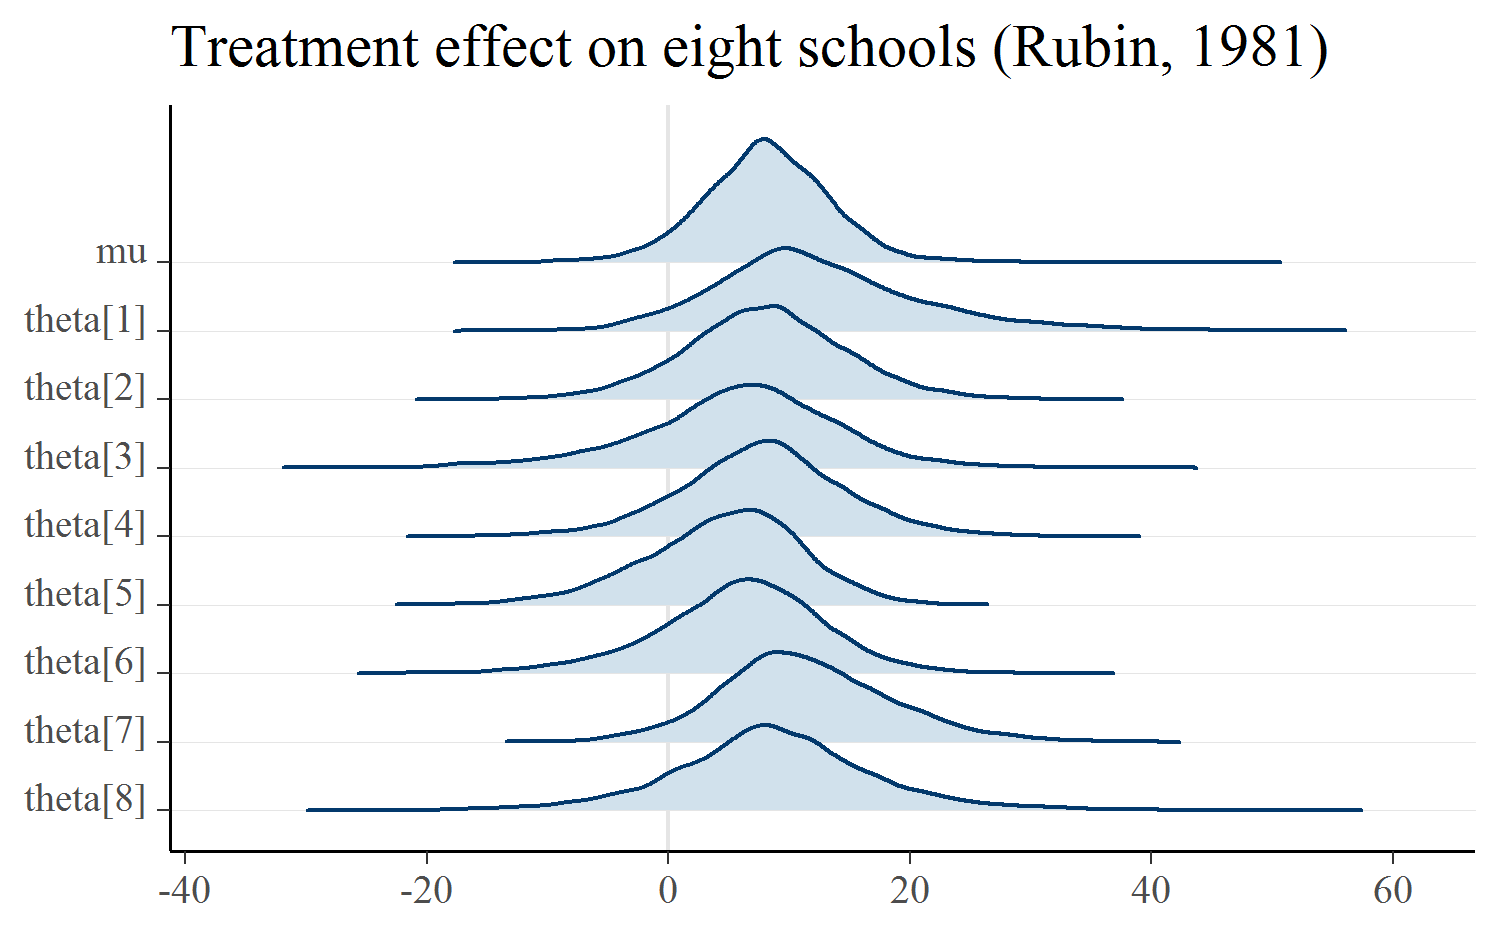 Treatment effect on eight schools (Rubin, 1981)
mu
theta[1]
theta[2]
theta[3]
theta[4]
theta[5]
theta[6]
theta[7]
theta[8]
-40 -20 0 20 40 60